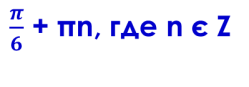 π/6 + πn, где n є Z